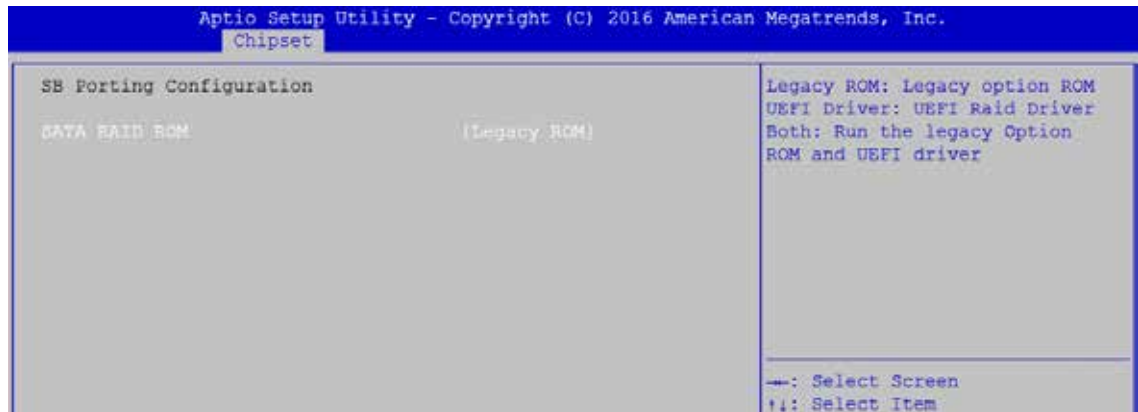 Aptio Setup Utility - Copyright (C) 2016 American Megatrends, Inc.
Chipset
SB Porting Configuration
SATA RAID ROM [Legacy ROM]
Legacy ROM: Legacy option ROM
UEFI Driver: UEFI Raid Driver
Both: Run the legacy Option
ROM and UEFI driver
→←: Select Screen
↑↓: Select Item